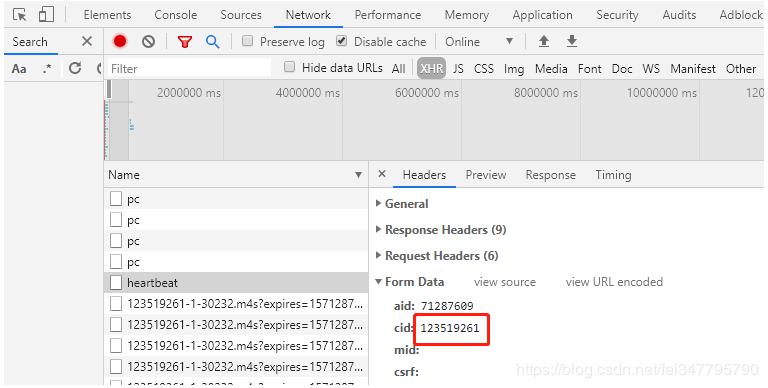 Elements Console Sources Network Performance Memory Application Security Audits Adblock
Search × Preserve log Disable cache Online
Aa .* Filter Hide data URLs All XHR JS CSS Img Media Font Doc WS Manifest Other
2000000 ms 4000000 ms 6000000 ms 8000000 ms 10000000 ms 120
Name × Headers Preview Response Timing
pc
General
pc
Response Headers (9)
pc
Request Headers (6)
pc
heartbeat
Form Data view source view URL encoded
123519261-1-30232.m4s?expires=1571287...
aid: 71287609
123519261-1-30232.m4s?expires=1571287...
cid: 123519261
123519261-1-30232.m4s?expires=1571287...
mid:
123519261-1-30232.m4s?expires=1571287...
csrf:
https://blog.csdn.net/fei347795790